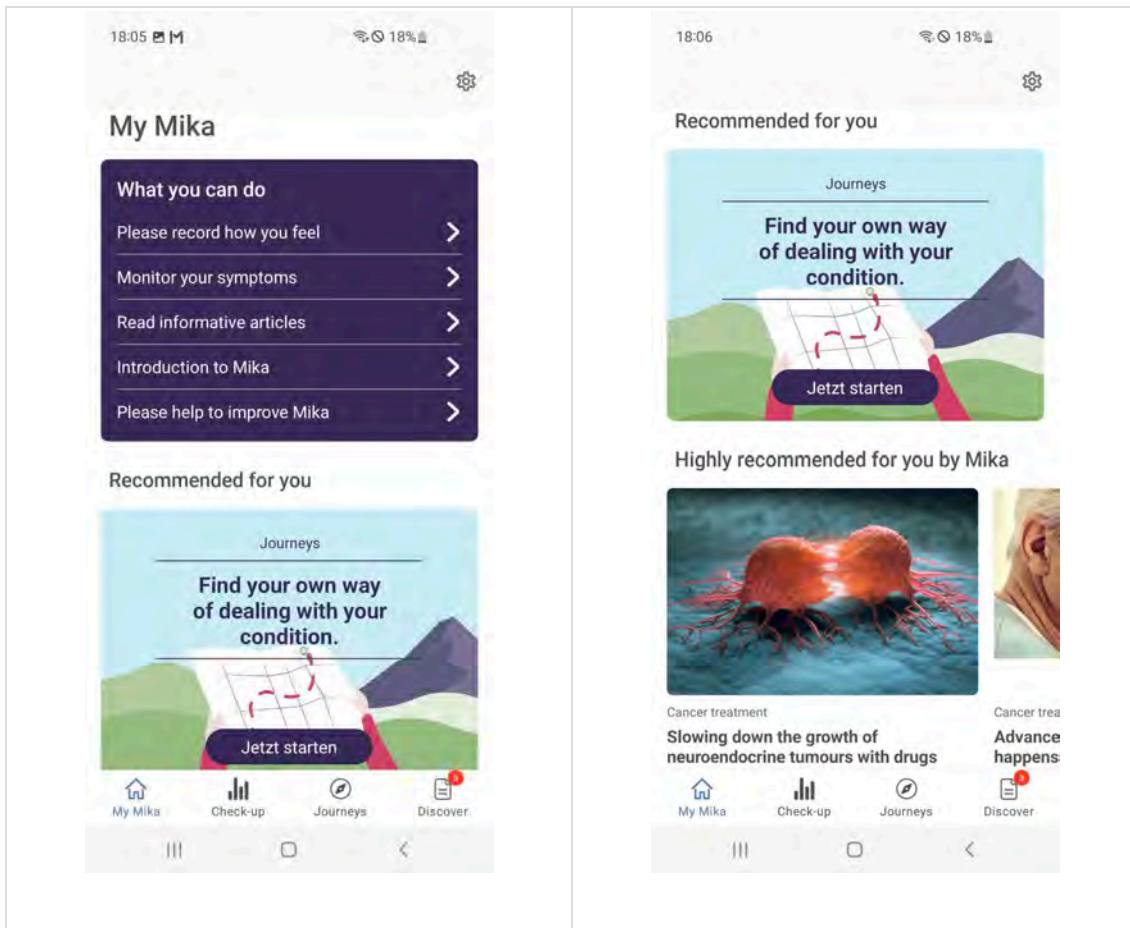 18:05
18%
My Mika
What you can do
Please record how you feel
Monitor your symptoms
Read informative articles
Introduction to Mika
Please help to improve Mika
Recommended for you
Journeys
Find your own way
of dealing with your
condition.
Jetzt starten
My Mika
Check-up
Journeys
Discover
3
18:06
18%
Recommended for you
Journeys
Find your own way
of dealing with your
condition.
Jetzt starten
Highly recommended for you by Mika
Cancer treatment
Slowing down the growth of
neuroendocrine tumours with drugs
Cancer trea
Advance
happens
My Mika
Check-up
Journeys
Discover
3